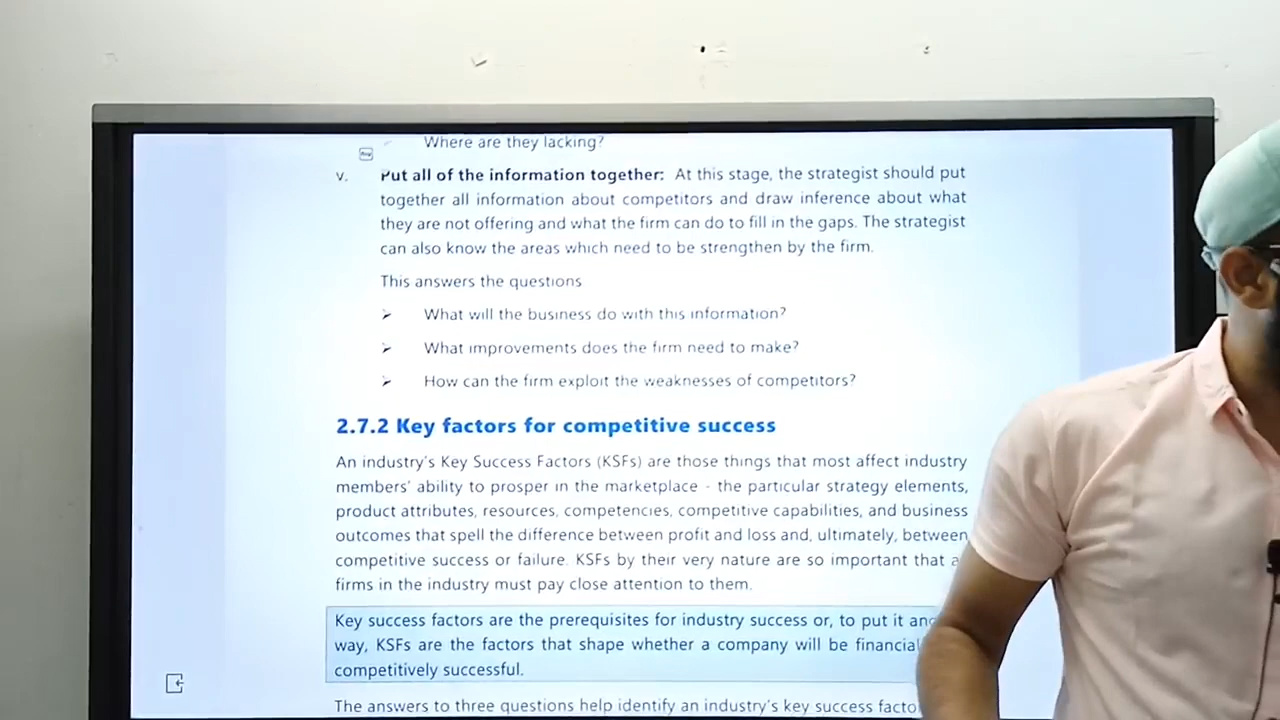 Where are they lacking?
v. Put all of the information together: At this stage, the strategist should put
together all information about competitors and draw inference about what
they are not offering and what the firm can do to fill in the gaps. The strategist
can also know the areas which need to be strengthen by the firm.
This answers the questions
➢ What will the business do with this information?
➢ What improvements does the firm need to make?
➢ How can the firm exploit the weaknesses of competitors?
2.7.2 Key factors for competitive success
An industry's Key Success Factors (KSFs) are those things that most affect industry
members' ability to prosper in the marketplace - the particular strategy elements,
product attributes, resources, competencies, competitive capabilities, and business
outcomes that spell the difference between profit and loss and, ultimately, between
competitive success or failure. KSFs by their very nature are so important that
firms in the industry must pay close attention to them.
Key success factors are the prerequisites for industry success or, to put it
way, KSFs are the factors that shape whether a company will be
competitively successful.
The answers to three questions help identify an industry's key success